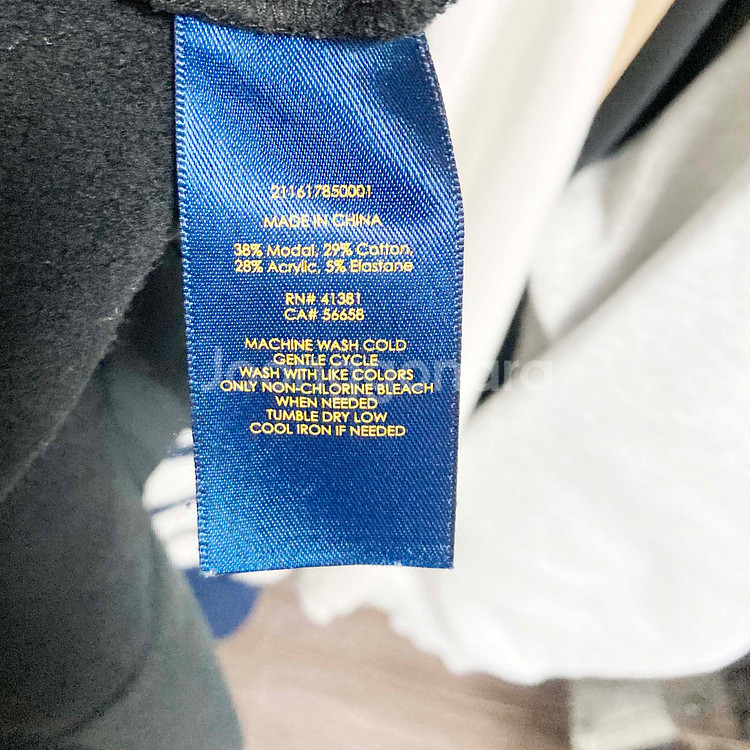 211617850001
MADE IN CHINA
38% Modal, 29% Cotton,
28% Acrylic, 5% Elastane
RN# 41381
CA# 56658
MACHINE WASH COLD
GENTLE CYCLE
WASH WITH LIKE COLORS
ONLY NON-CHLORINE BLEACH
WHEN NEEDED
TUMBLE DRY LOW
COOL IRON IF NEEDED